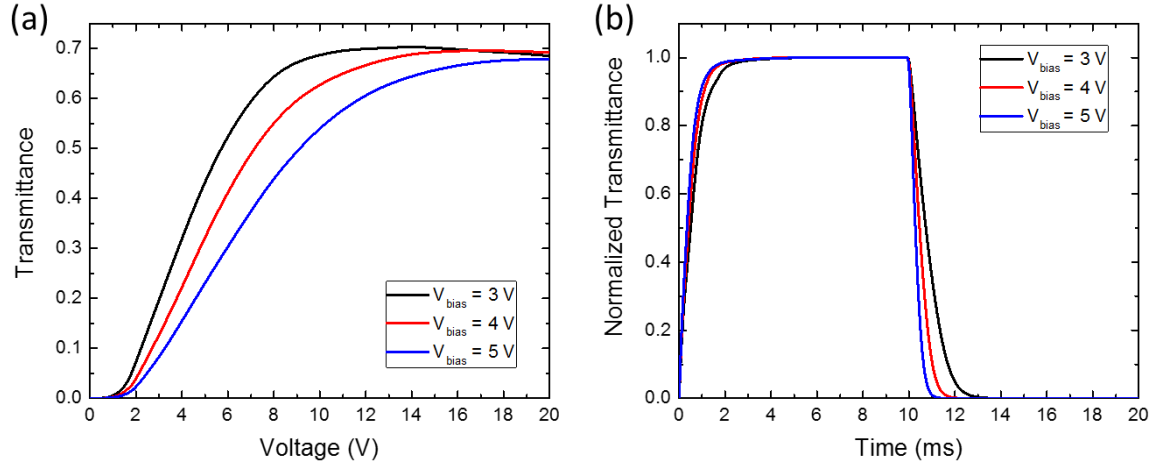 (a)
Transmittance
0.7
0.6
0.5
0.4
0.3
0.2
0.1
0.0
V_bias = 3 V
V_bias = 4 V
V_bias = 5 V
0 2 4 6 8 10 12 14 16 18 20
Voltage (V)
(b)
Normalized Transmittance
1.0
0.8
0.6
0.4
0.2
V_bias = 3 V
V_bias = 4 V
V_bias = 5 V
0 2 4 6 8 10 12 14 16 18 20
Time (ms)